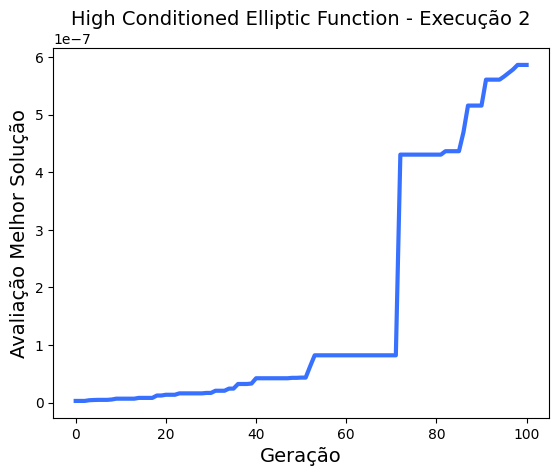 High Conditioned Elliptic Function - Execução 2
1e−7
6
5
4
3
2
1
0
Avaliação Melhor Solução
0 20 40 60 80 100
Geração